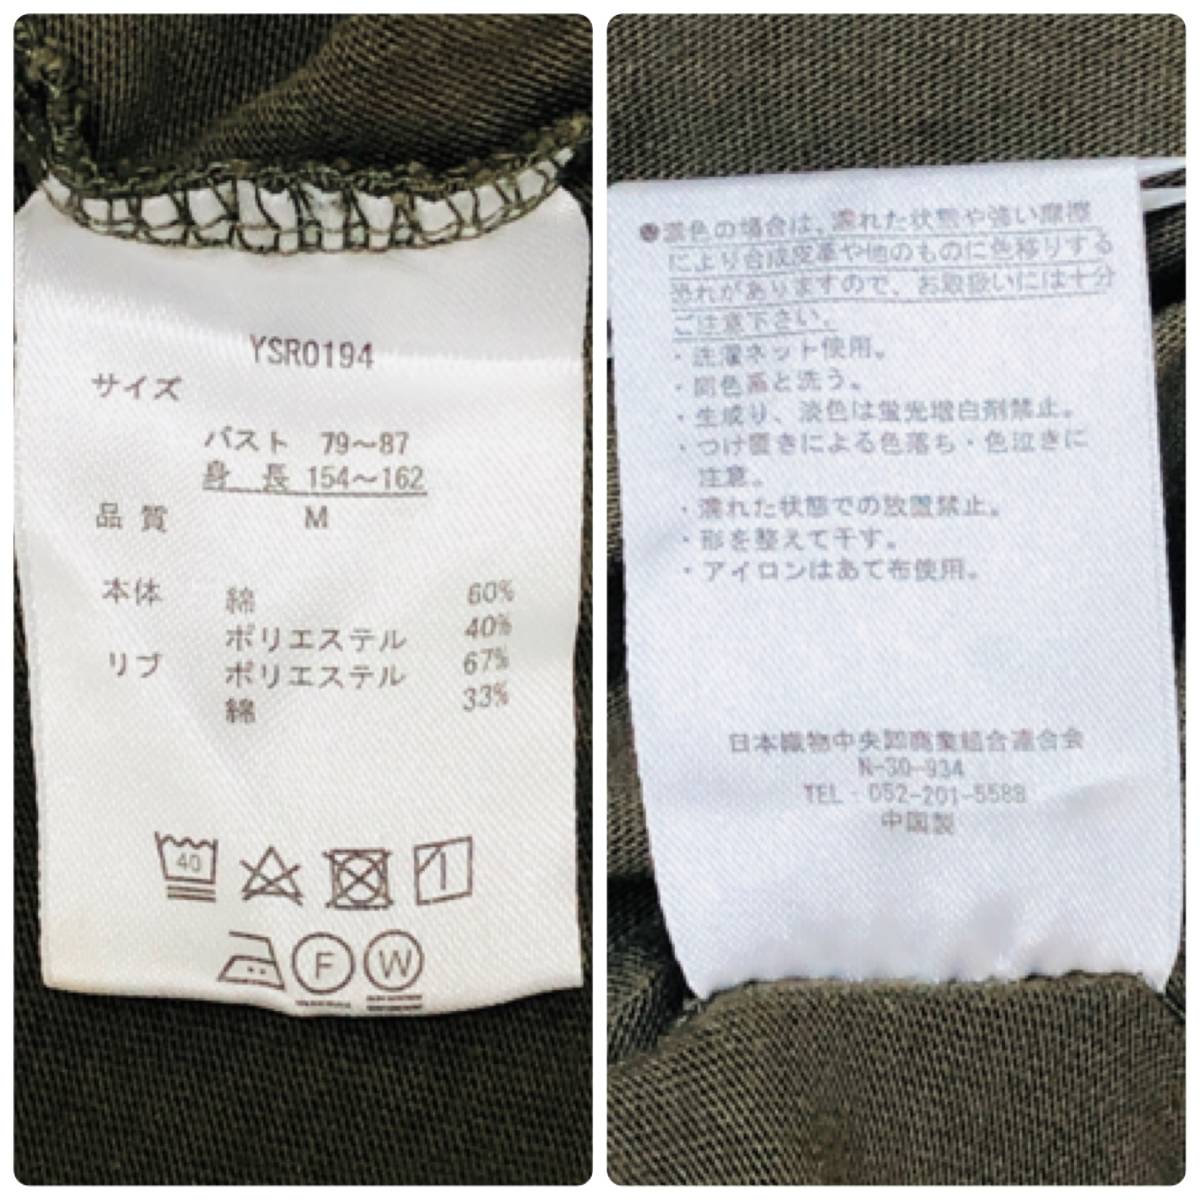 YSR0194
サイズ
バスト 79～87
身 長 154～162
品 質 M
本体 綿 60%
ポリエステル 40%
リブ ポリエステル 67%
綿 33%
40
F W
●濃色の場合は、濡れた状態や強い摩擦
により合成皮革や他のものに色移りする
恐れがありますので、お取扱いには十分
ご注意下さい。
・洗濯ネット使用。
・同色系と洗う。
・生成り、淡色は蛍光増白剤禁止。
・つけ置きによる色落ち・色泣きに
注意。
・濡れた状態での放置禁止。
・形を整えて干す。
・アイロンはあて布使用。
日本織物中央卸商業組合連合会
N-30-934
TEL：052-201-5588
中国製